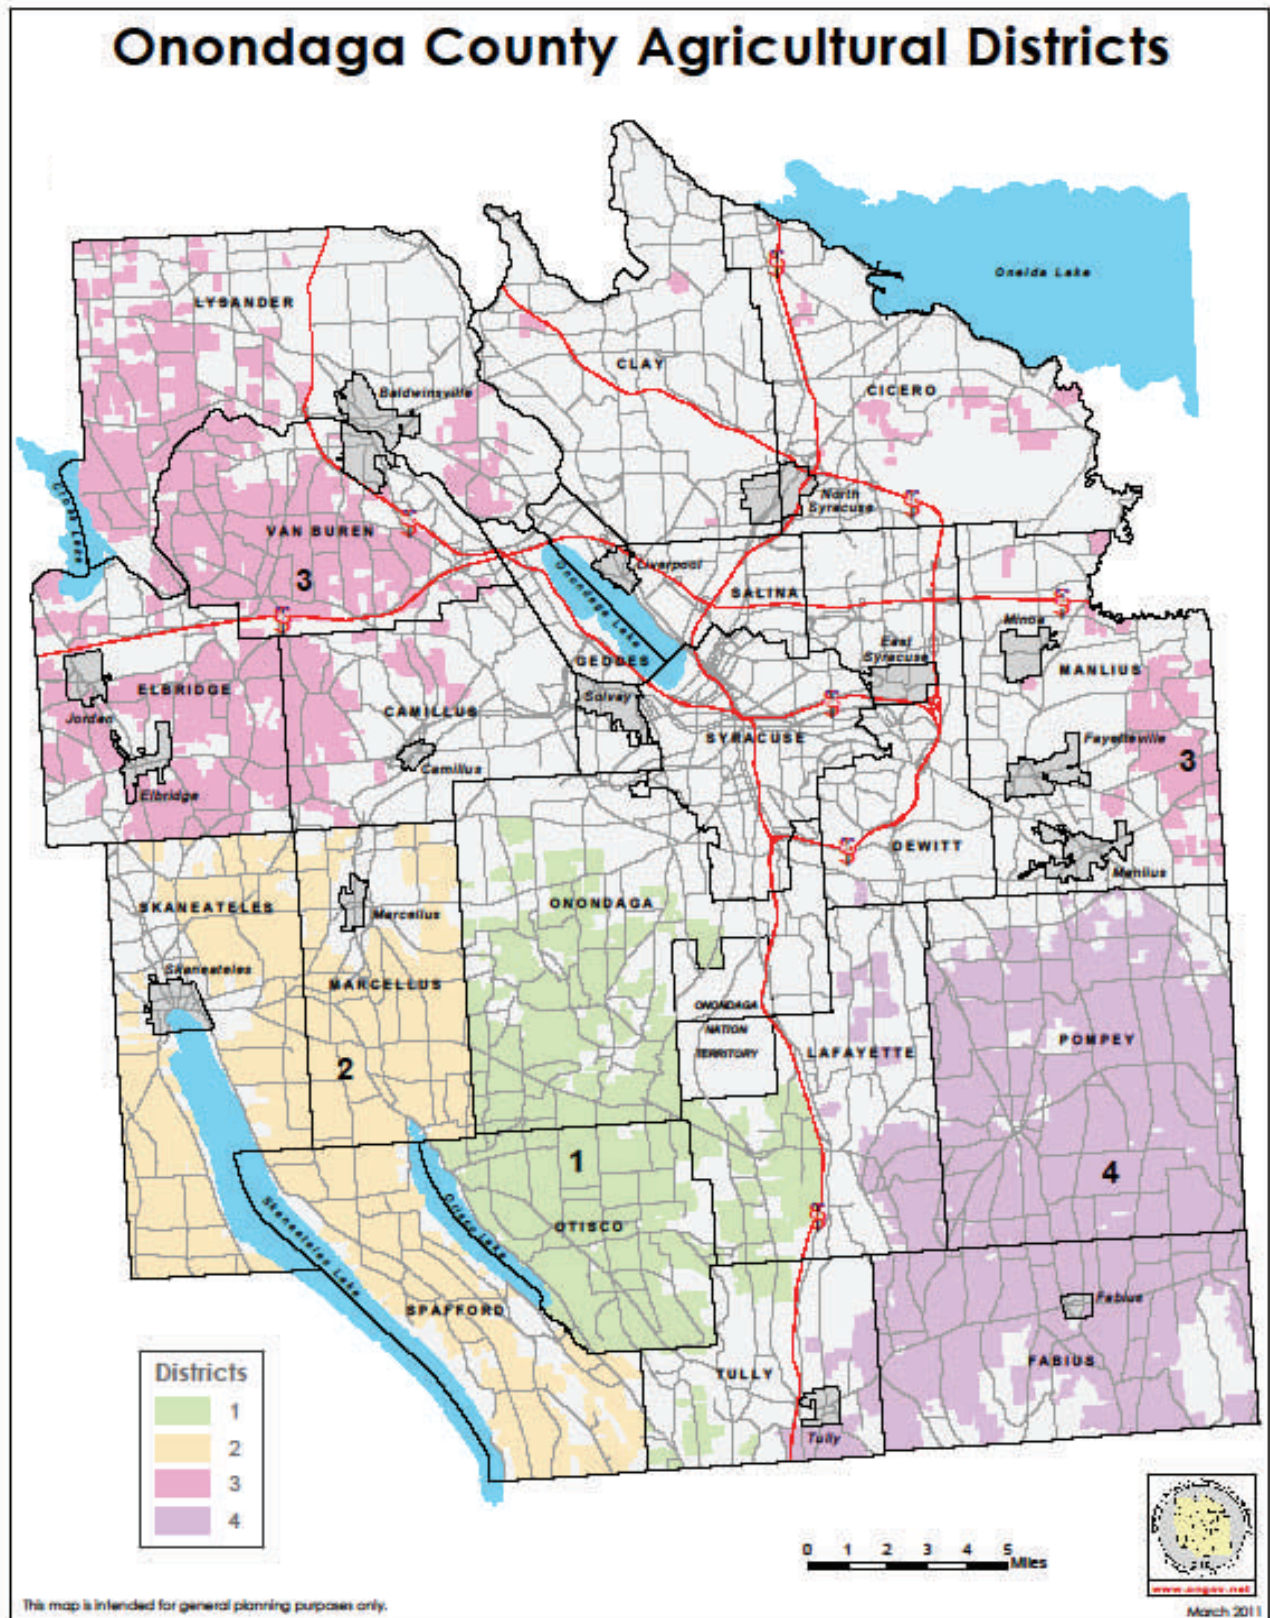 Onondaga County Agricultural Districts
Oneida Lake
LYSANDER
CLAY
CICERO
Baldwinsville
Cross Lake
North
Syracuse
VAN BUREN
3
Onondaga Lake
Liverpool
SALINA
Minoa
East
Syracuse
MANLIUS
GEDDES
ELBRIDGE
Solvay
Jordan
CAMILLUS
SYRACUSE
Fayetteville
3
Camillus
Elbridge
DEWITT
Manlius
SKANEATELES
ONONDAGA
Marcellus
Skaneateles
MARCELLUS
ONONDAGA
NATION
TERRITORY
LAFAYETTE
POMPEY
2
1
4
Otisco Lake
OTISCO
Skaneateles Lake
SPAFFORD
Fabius
FABIUS
TULLY
Tully
Districts
1
2
3
4
0 1 2 3 4 5
Miles
www.ongov.net
This map is intended for general planning purposes only.
March 2011